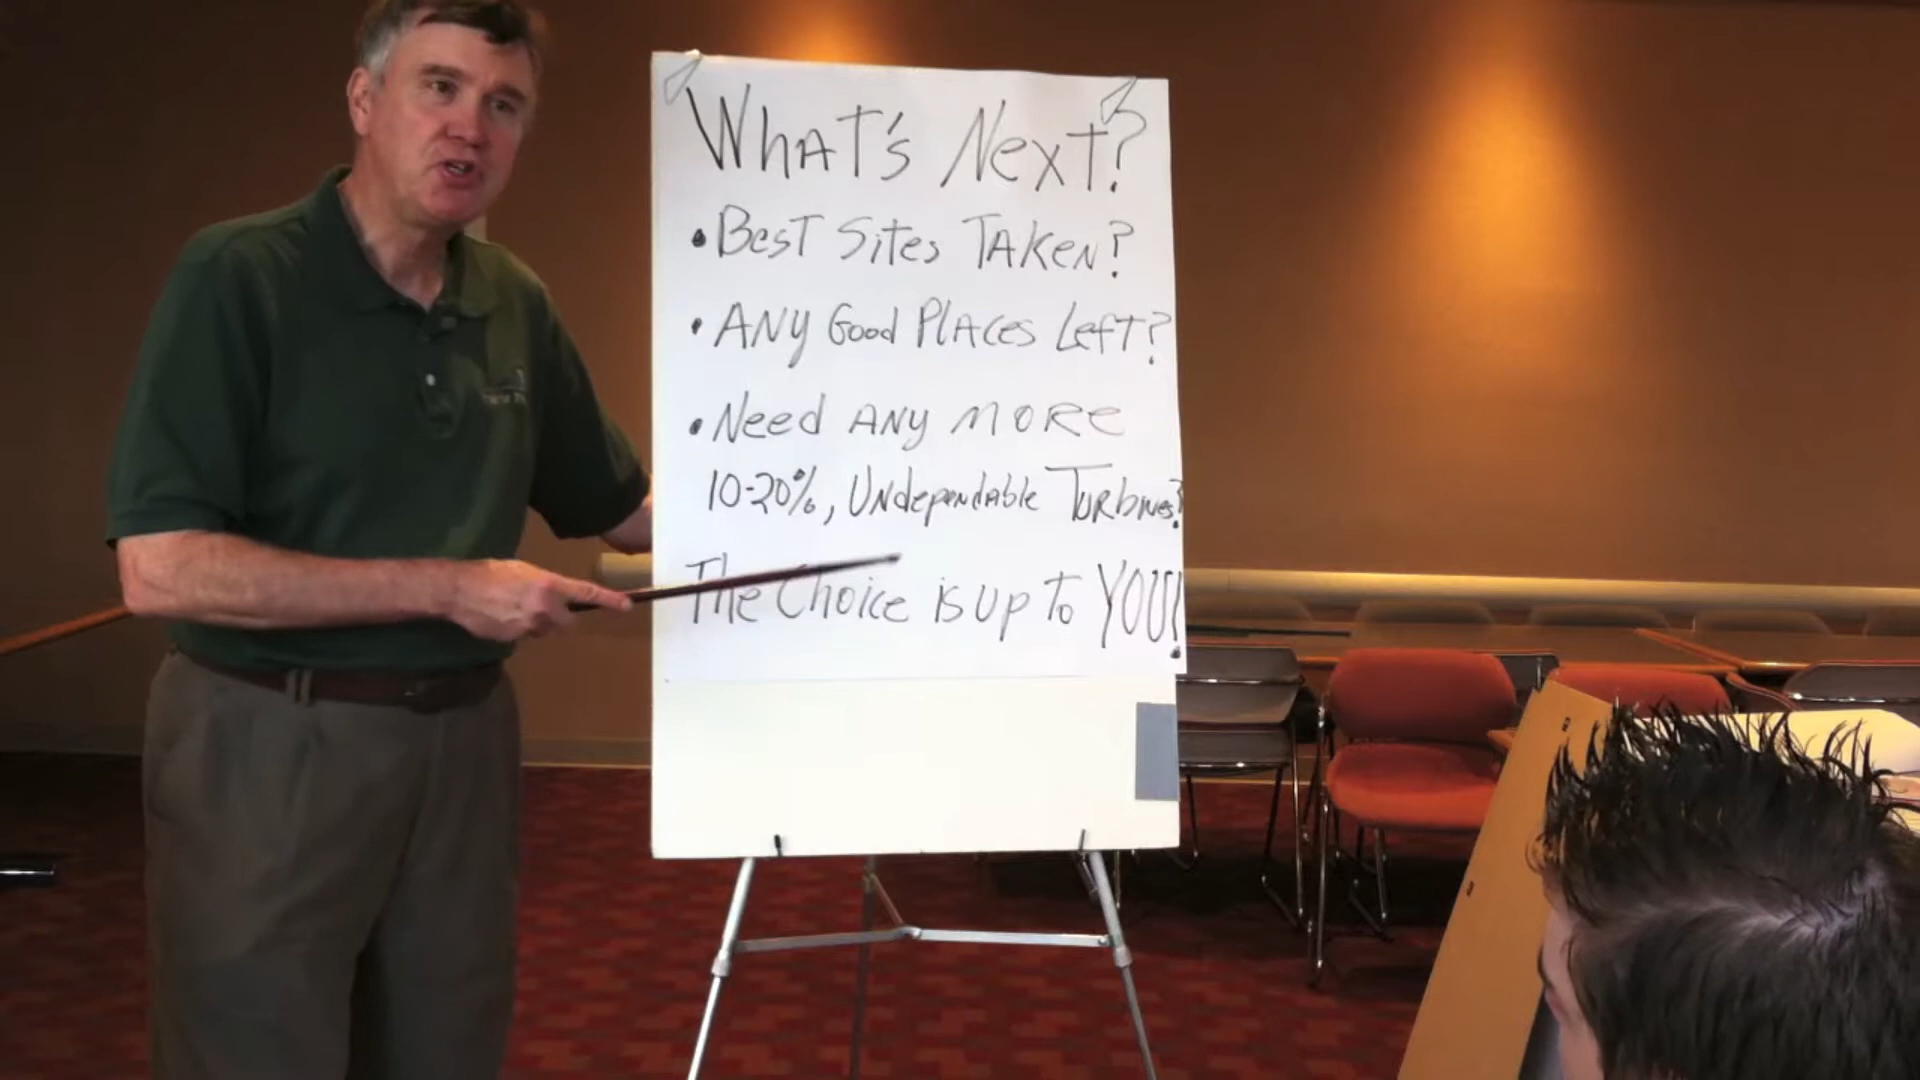 What's Next?
• Best Sites Taken?
• Any Good Places Left?
• Need Any More
10-20%, Undependable Turbines?
The Choice is up to YOU!